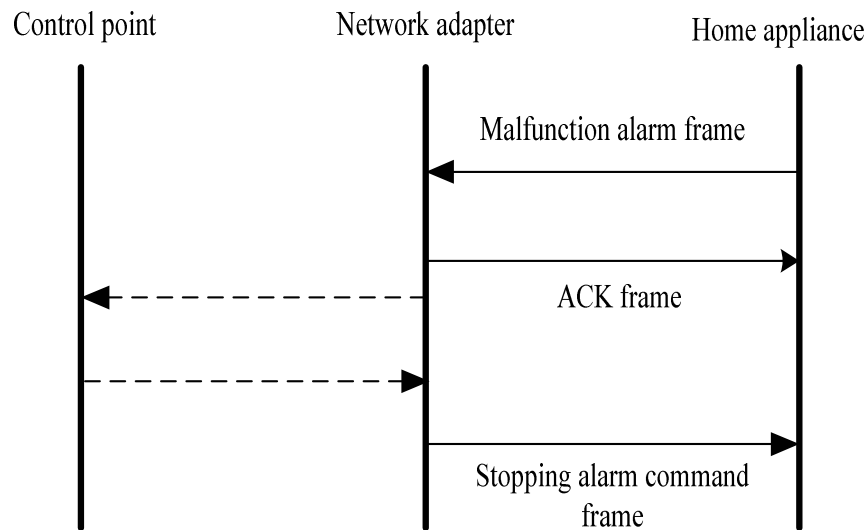 Control point
Network adapter
Home appliance
Malfunction alarm frame
ACK frame
Stopping alarm command
frame